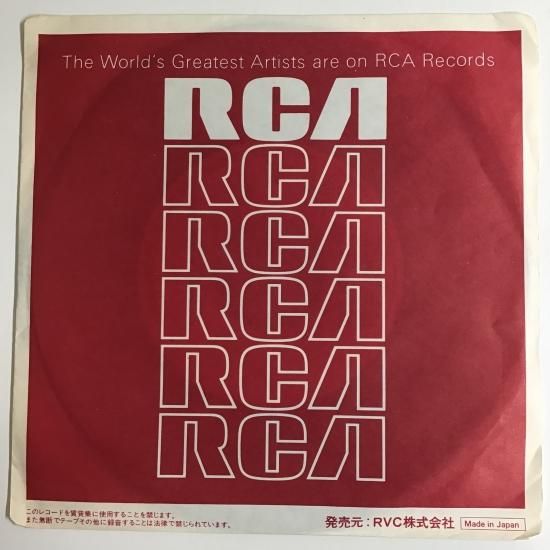 The World's Greatest Artists are on RCA Records
RCA
RCA
RCA
RCA
RCA
RCA
このレコードを賃貸業に使用することを禁じます。
また無断でテープその他に録音することは法律で禁じられています。
発売元:RVC株式会社 Made in Japan